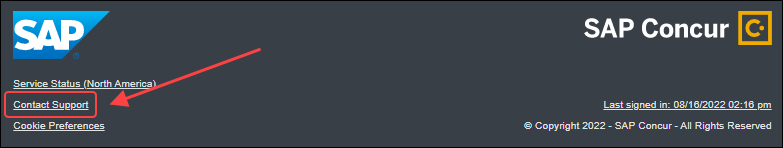 SAP
SAP Concur
Service Status (North America)
Contact Support
Last signed in: 08/16/2022 02:16 pm
Cookie Preferences
© Copyright 2022 - SAP Concur - All Rights Reserved